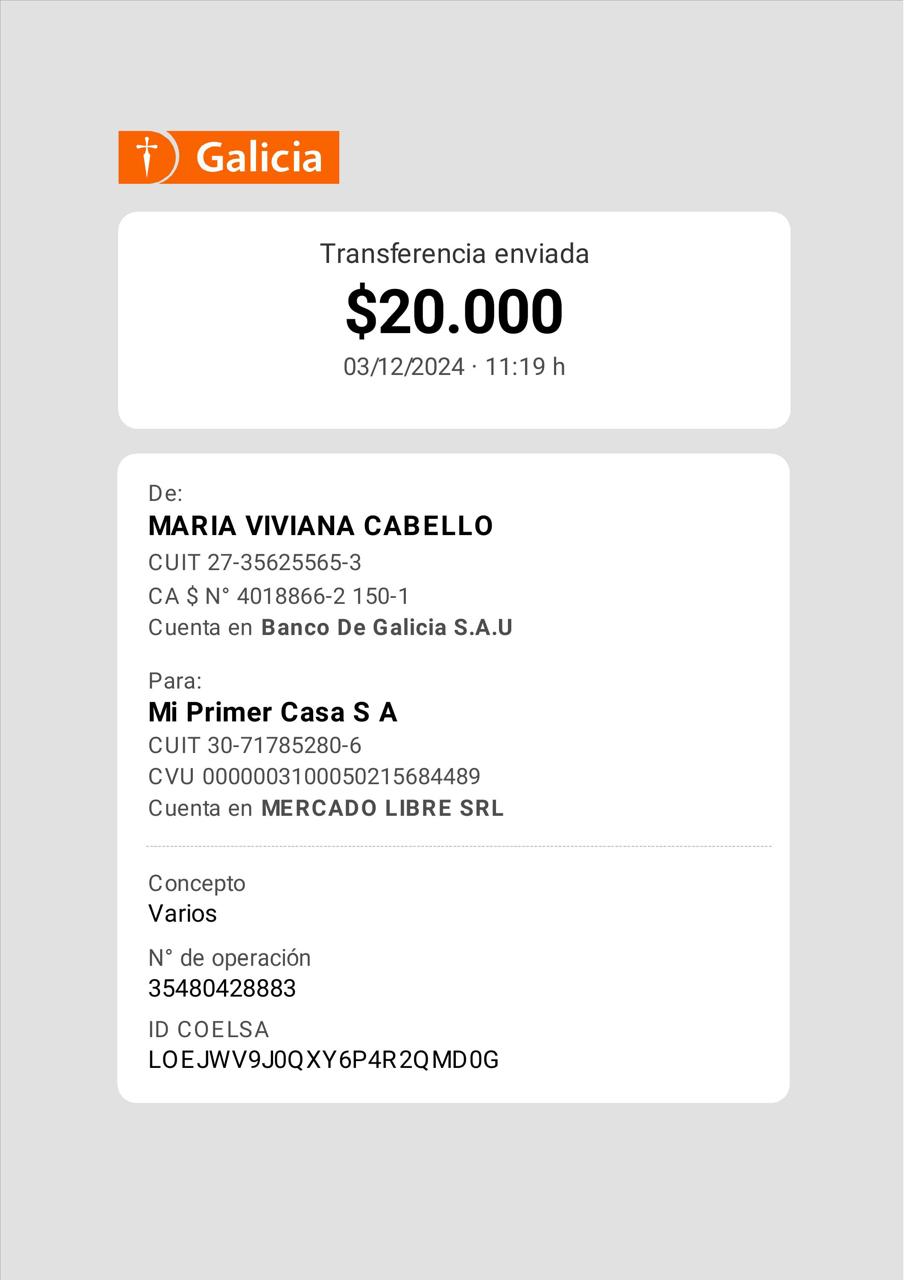 Galicia
Transferencia enviada
$20.000
03/12/2024 · 11:19 h
De:
MARIA VIVIANA CABELLO
CUIT 27-35625565-3
CA $ N° 4018866-2 150-1
Cuenta en Banco De Galicia S.A.U
Para:
Mi Primer Casa S A
CUIT 30-71785280-6
CVU 0000003100050215684489
Cuenta en MERCADO LIBRE SRL
Concepto
Varios
N° de operación
35480428883
ID COELSA
LOEJWV9J0QXY6P4R2QMD0G